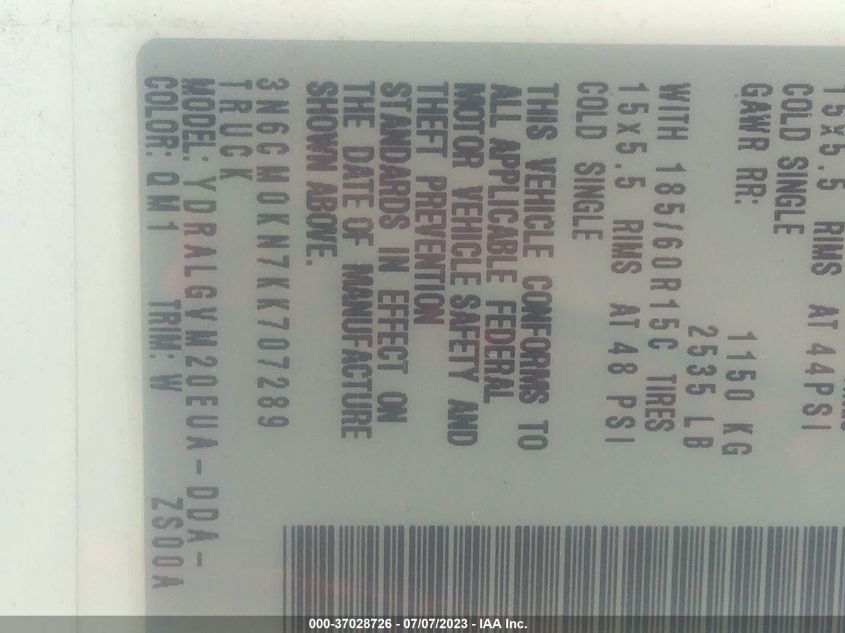 15x5.5 RIMS AT 44PSI
COLD SINGLE
GAWR RR: 1150 KG
2535 LB
WITH 185/60R15C TIRES
15x5.5 RIMS AT 48 PSI
COLD SINGLE
THIS VEHICLE CONFORMS TO
ALL APPLICABLE FEDERAL
MOTOR VEHICLE SAFETY AND
THEFT PREVENTION
STANDARDS IN EFFECT ON
THE DATE OF MANUFACTURE
SHOWN ABOVE.
3N6CM0KN7KK707289
TRUCK
MODEL: YDRALGVM20EUA-DDA-
ZS00A
COLOR: QM1 TRIM: W
000-37028726 - 07/07/2023 - IAA Inc.